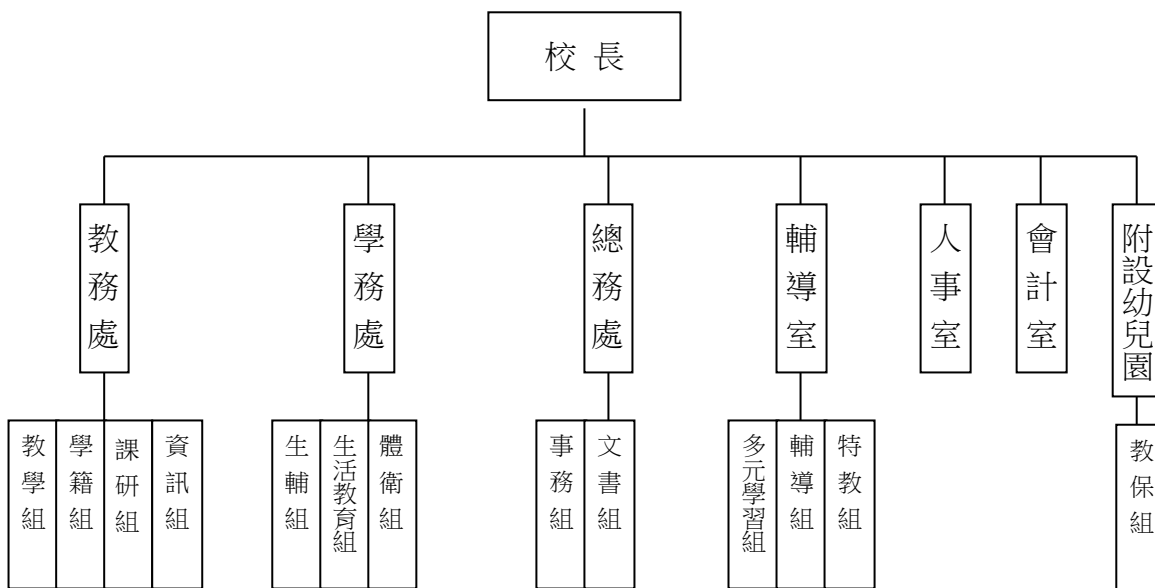 校長
教務處
學務處
總務處
輔導室
人事室
會計室
附設幼兒園
教學組
學籍組
課研組
資訊組
生輔組
生活教育組
體衛組
事務組
文書組
多元學習組
輔導組
特教組
教保組